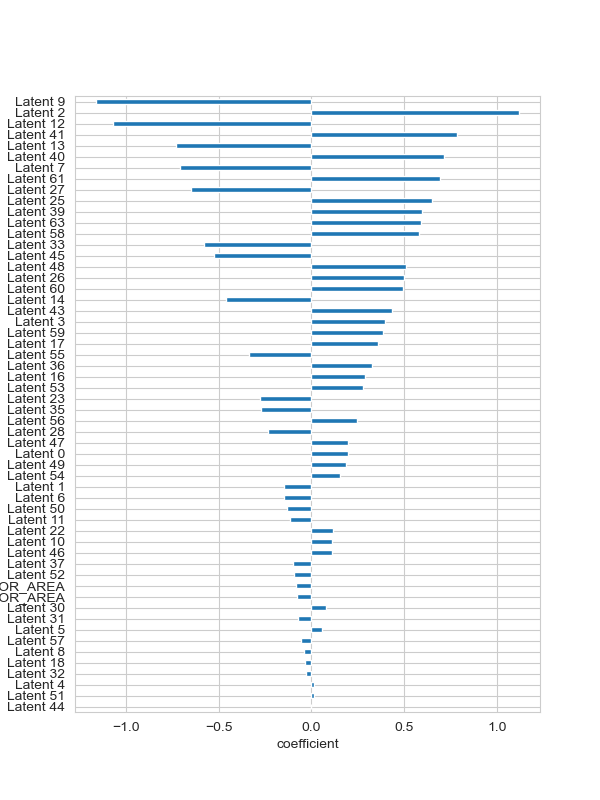 Latent 9
Latent 2
Latent 12
Latent 41
Latent 13
Latent 40
Latent 7
Latent 61
Latent 27
Latent 25
Latent 39
Latent 63
Latent 58
Latent 33
Latent 45
Latent 48
Latent 26
Latent 60
Latent 14
Latent 43
Latent 3
Latent 59
Latent 17
Latent 55
Latent 36
Latent 16
Latent 53
Latent 23
Latent 35
Latent 56
Latent 28
Latent 47
Latent 0
Latent 49
Latent 54
Latent 1
Latent 6
Latent 50
Latent 11
Latent 22
Latent 10
Latent 46
Latent 37
Latent 52
OR_AREA
OR_AREA
Latent 30
Latent 31
Latent 5
Latent 57
Latent 8
Latent 18
Latent 32
Latent 4
Latent 51
Latent 44
−1.0 −0.5 0.0 0.5 1.0
coefficient